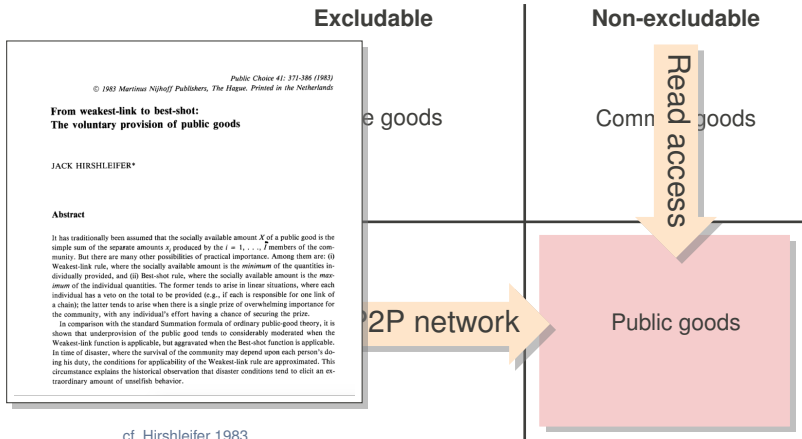 Excludable
Non-excludable
Public Choice 41: 371-386 (1983)
© 1983 Martinus Nijhoff Publishers, The Hague. Printed in the Netherlands
From weakest-link to best-shot:
The voluntary provision of public goods
JACK HIRSHLEIFER*
Abstract
It has traditionally been assumed that the socially available amount X of a public good is the
simple sum of the separate amounts xᵢ produced by the i = 1, . . ., I members of the com-
munity. But there are many other possibilities of practical importance. Among them are: (i)
Weakest-link rule, where the socially available amount is the minimum of the quantities in-
dividually provided, and (ii) Best-shot rule, where the socially available amount is the max-
imum of the individual quantities. The former tends to arise in linear situations, where each
individual has a veto on the total to be provided (e.g., if each is responsible for one link of
a chain); the latter tends to arise when there is a single prize of overwhelming importance for
the community, with any individual's effort having a chance of securing the prize.
In comparison with the standard Summation formula of ordinary public-good theory, it is
shown that underprovision of the public good tends to considerably moderated when the
Weakest-link function is applicable, but aggravated when the Best-shot function is applicable.
In time of disaster, where the survival of the community may depend upon each person's do-
ing his duty, the conditions for applicability of the Weakest-link rule are approximated. This
circumstance explains the historical observation that disaster conditions tend to elicit an ex-
traordinary amount of unselfish behavior.
e goods
Comm goods
Read access
P2P network
Public goods
cf. Hirshleifer 1983